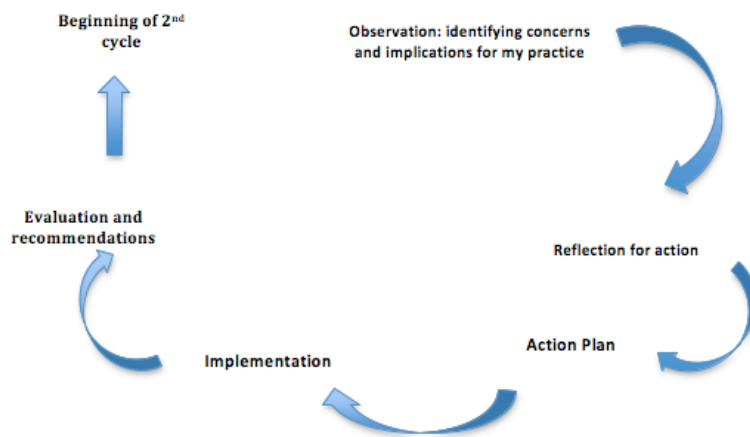 Beginning of 2nd
cycle
Observation: identifying concerns
and implications for my practice
Evaluation and
recommendations
Reflection for action
Implementation
Action Plan